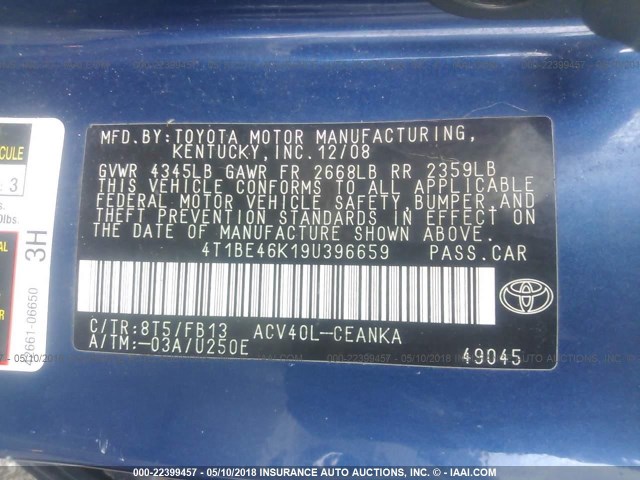 MFD.BY: TOYOTA MOTOR MANUFACTURING,
KENTUCKY, INC. 12/08
GVWR 4345LB GAWR FR 2668LB RR 2359LB
THIS VEHICLE CONFORMS TO ALL APPLICABLE
FEDERAL MOTOR VEHICLE SAFETY, BUMPER, AND
THEFT PREVENTION STANDARDS IN EFFECT ON
THE DATE OF MANUFACTURE SHOWN ABOVE.
4T1BE46K19U396659 PASS.CAR
C/TR: 8T5/FB13 ACV40L-CEANKA
A/TM: -03A/U250E
49045
3
3H
661-06650
000-22399457 - 05/10/2018 INSURANCE AUTO AUCTIONS, INC. © - IAAI.COM